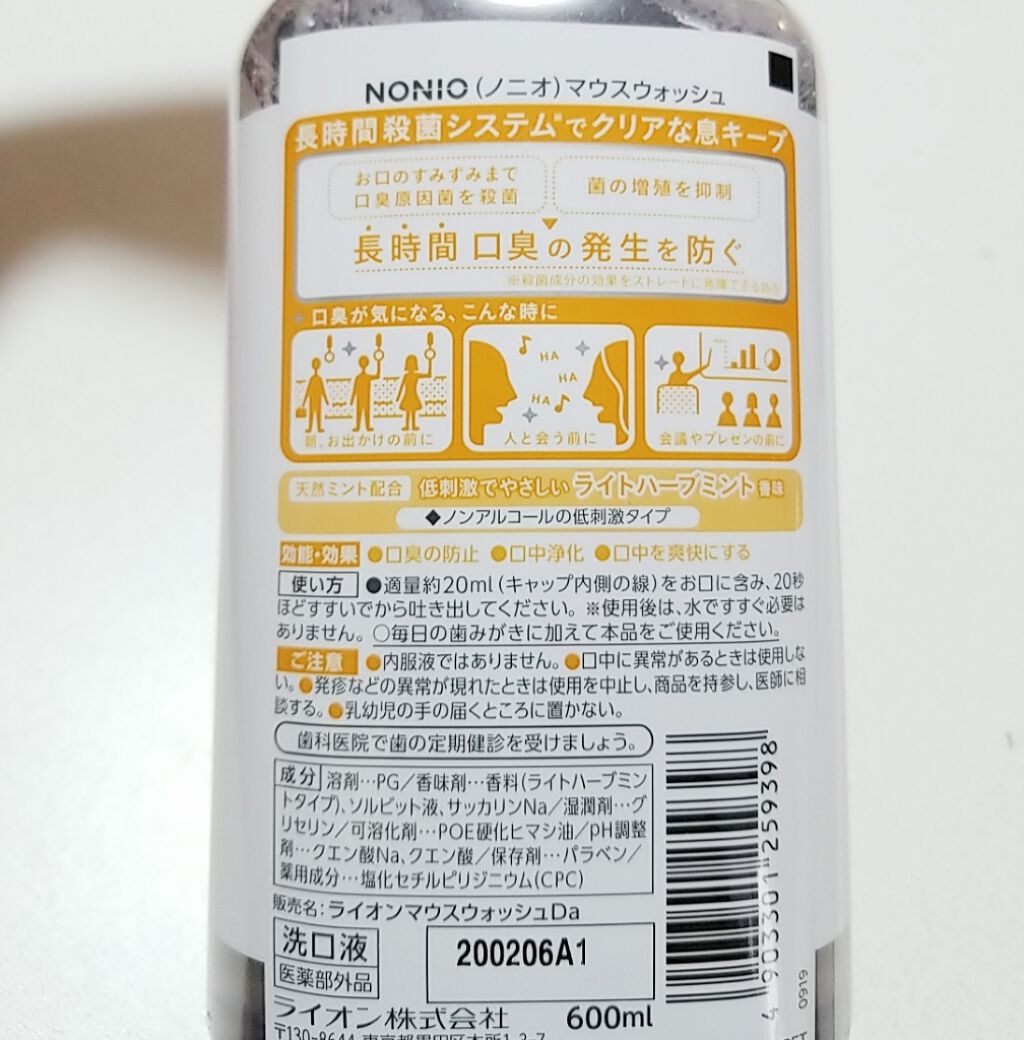 NONIO（ノニオ）マウスウォッシュ
長時間殺菌システム※でクリアな息キープ
お口のすみずみまで
口臭原因菌を殺菌
菌の増殖を抑制
長時間 口臭の発生を防ぐ
※殺菌成分の効果をストレートに発揮できる処方
口臭が気になる、こんな時に
HA
HA
HA
朝、お出かけの前に
人と会う前に
会議やプレゼンの前に
天然ミント配合 低刺激でやさしい ライトハーブミント 香味
◆ノンアルコールの低刺激タイプ
効能・効果 ●口臭の防止 ●口中浄化 ●口中を爽快にする
使い方 ●適量約20ml（キャップ内側の線）をお口に含み、20秒
ほどすすいでから吐き出してください。※使用後は、水ですすぐ必要は
ありません。○毎日の歯みがきに加えて本品をご使用ください。
ご注意 ●内服液ではありません。●口中に異常があるときは使用しな
い。●発疹などの異常が現れたときは使用を中止し、商品を持参し、医師に相
談する。●乳幼児の手の届くところに置かない。
歯科医院で歯の定期健診を受けましょう。
成分 溶剤…PG／香味剤…香料（ライトハーブミン
トタイプ）、ソルビット液、サッカリンNa／湿潤剤…グ
リセリン／可溶化剤…POE硬化ヒマシ油／pH調整
剤…クエン酸Na、クエン酸／保存剤…パラベン／
薬用成分…塩化セチルピリジニウム（CPC）
販売名：ライオンマウスウォッシュDa
洗口液
医薬部外品
200206A1
ライオン株式会社 600ml
〒130-8644 東京都墨田区本所1-3-7
4 903301 259398
0919